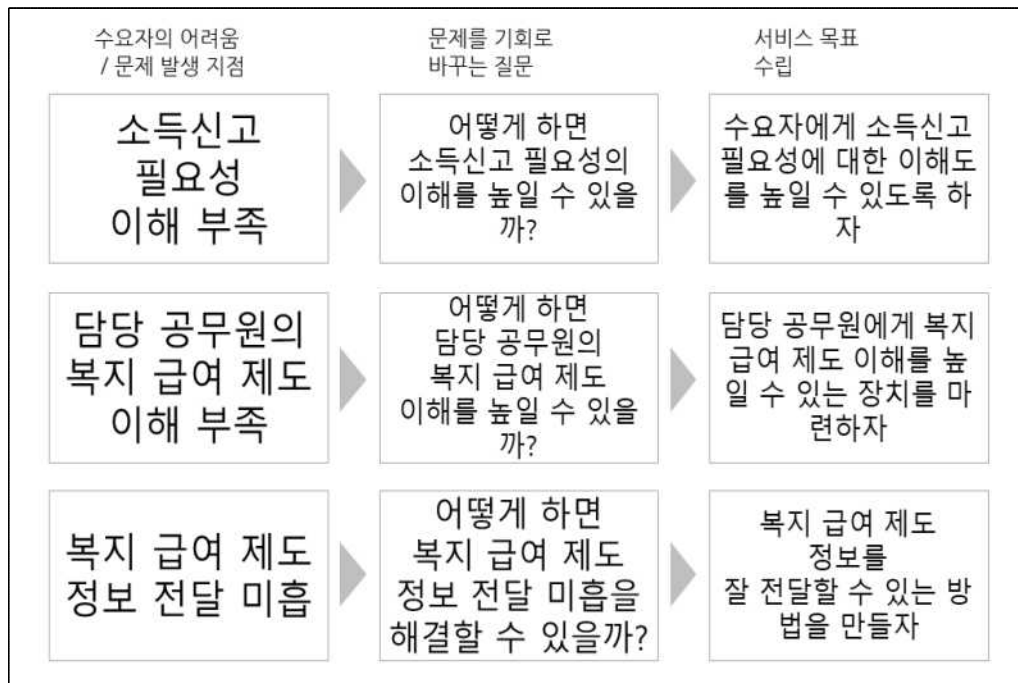 수요자의 어려움
/ 문제 발생 지점
문제를 기회로
바꾸는 질문
서비스 목표
수립
소득신고
필요성
이해 부족
어떻게 하면
소득신고 필요성의
이해를 높일 수 있을
까?
수요자에게 소득신고
필요성에 대한 이해도
를 높일 수 있도록 하
자
담당 공무원의
복지 급여 제도
이해 부족
어떻게 하면
담당 공무원의
복지 급여 제도
이해를 높일 수 있을
까?
담당 공무원에게 복지
급여 제도 이해를 높
일 수 있는 장치를 마
련하자
복지 급여 제도
정보 전달 미흡
어떻게 하면
복지 급여 제도
정보 전달 미흡을
해결할 수 있을까?
복지 급여 제도
정보를
잘 전달할 수 있는 방
법을 만들자